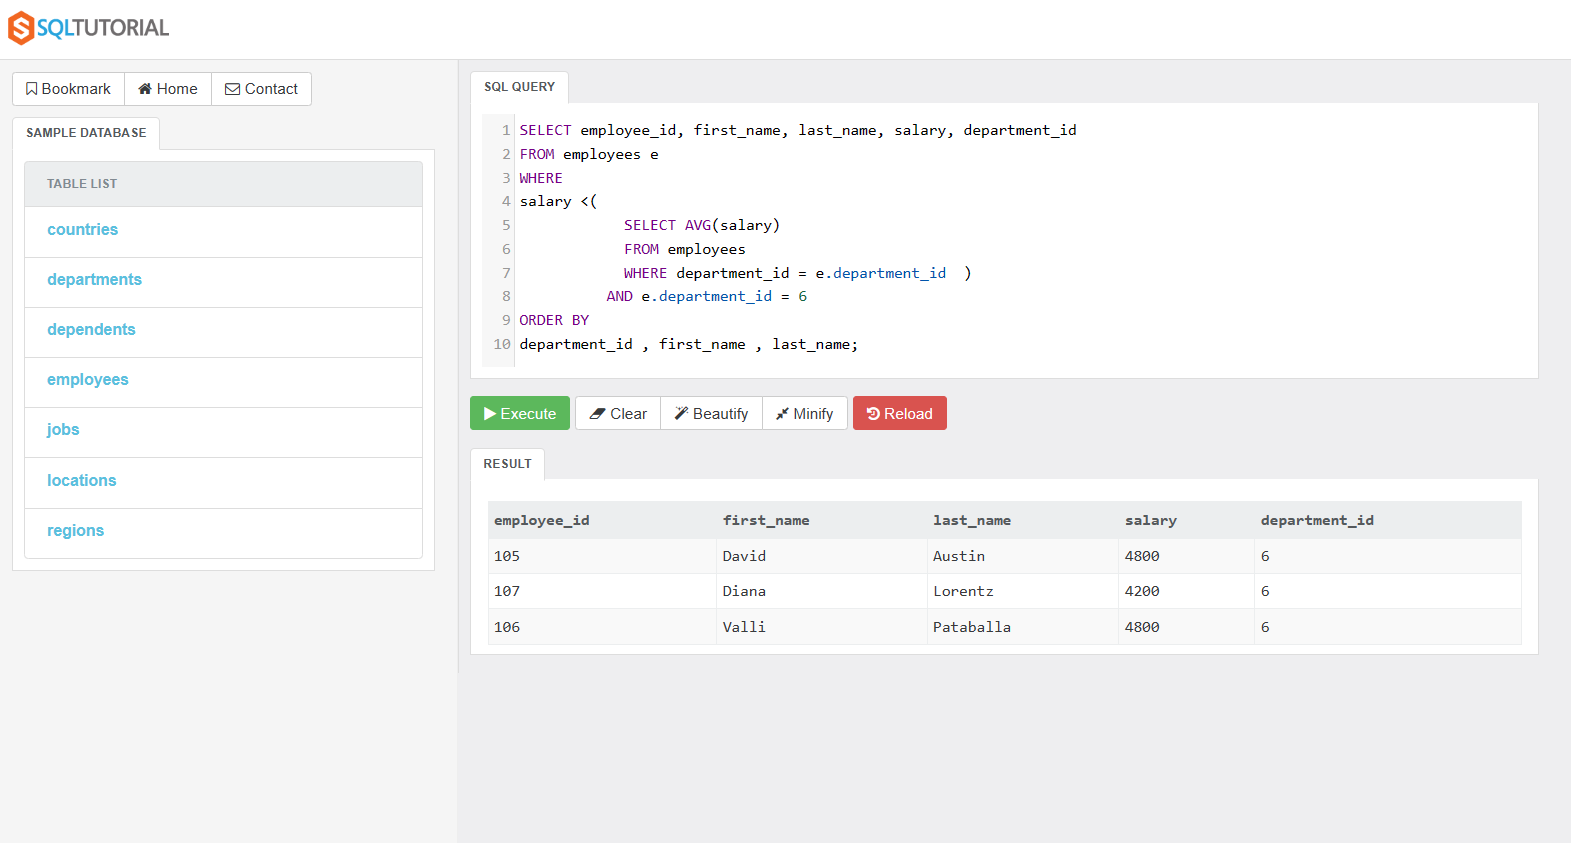 SQLTUTORIAL
Bookmark Home Contact
SAMPLE DATABASE
TABLE LIST
countries
departments
dependents
employees
jobs
locations
regions
SQL QUERY
1 SELECT employee_id, first_name, last_name, salary, department_id
2 FROM employees e
3 WHERE
4 salary <(
5 SELECT AVG(salary)
6 FROM employees
7 WHERE department_id = e.department_id )
8 AND e.department_id = 6
9 ORDER BY
10 department_id , first_name , last_name;
Execute Clear Beautify Minify Reload
RESULT
employee_id first_name last_name salary department_id
105 David Austin 4800 6
107 Diana Lorentz 4200 6
106 Valli Pataballa 4800 6